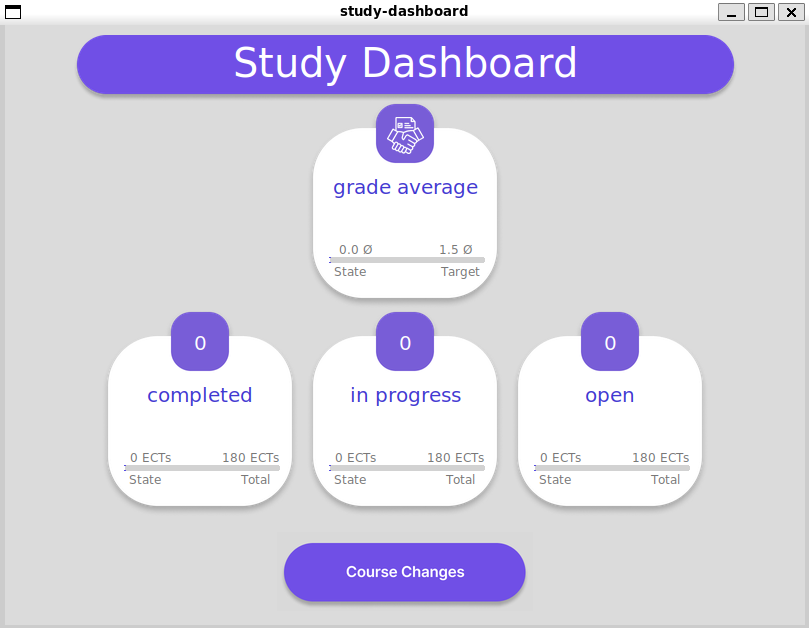 study-dashboard
Study Dashboard
grade average
0.0 Ø 1.5 Ø
State Target
0 0 0
completed in progress open
0 ECTs 180 ECTs 0 ECTs 180 ECTs 0 ECTs 180 ECTs
State Total State Total State Total
Course Changes